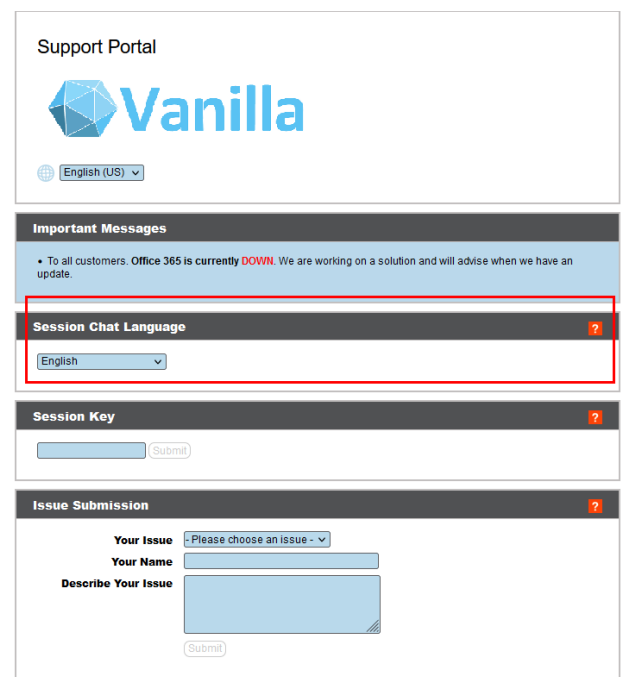 Support Portal
Vanilla
English (US)
Important Messages
• To all customers. Office 365 is currently DOWN. We are working on a solution and will advise when we have an
update.
Session Chat Language ?
English
Session Key ?
Submit
Issue Submission ?
Your Issue - Please choose an issue -
Your Name
Describe Your Issue
Submit